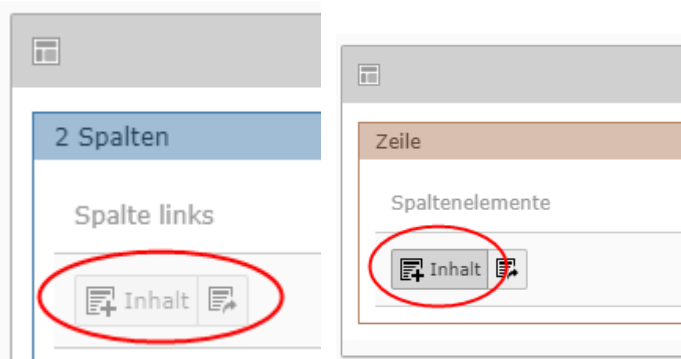 2 Spalten
Spalte links
Inhalt
Zeile
Spaltenelemente
Inhalt